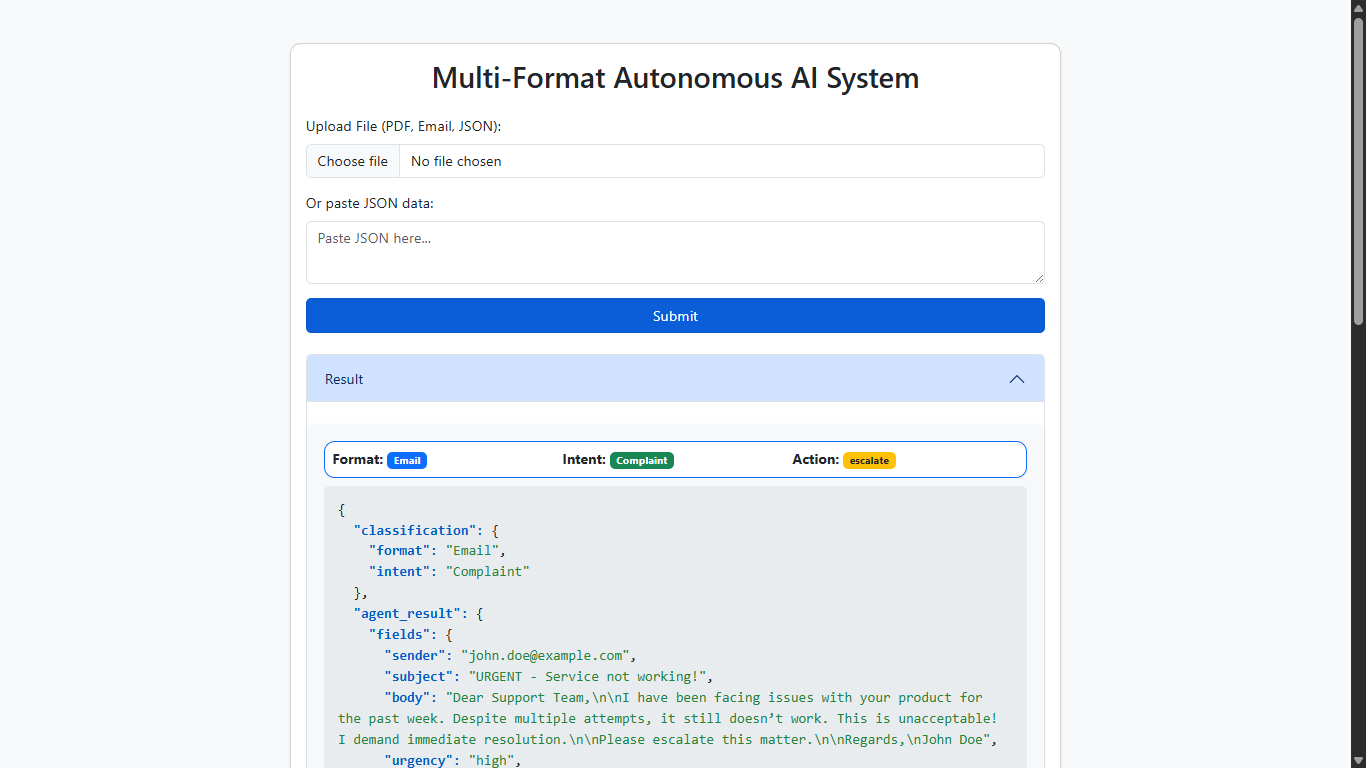 Multi-Format Autonomous AI System
Upload File (PDF, Email, JSON):
Choose file No file chosen
Or paste JSON data:
Paste JSON here...
Submit
Result
Format: Email Intent: Complaint Action: escalate
{
  "classification": {
    "format": "Email",
    "intent": "Complaint"
  },
  "agent_result": {
    "fields": {
      "sender": "john.doe@example.com",
      "subject": "URGENT - Service not working!",
      "body": "Dear Support Team,\n\nI have been facing issues with your product for
the past week. Despite multiple attempts, it still doesn’t work. This is unacceptable!
I demand immediate resolution.\n\nPlease escalate this matter.\n\nRegards,\nJohn Doe",
      "urgency": "high",